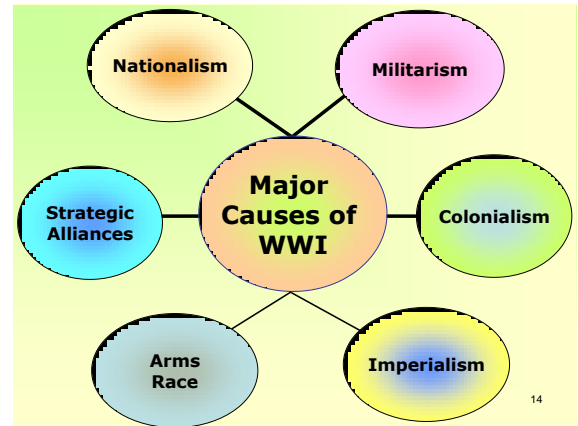 Nationalism
Militarism
Strategic
Alliances
Major
Causes of
WWI
Colonialism
Arms
Race
Imperialism
14